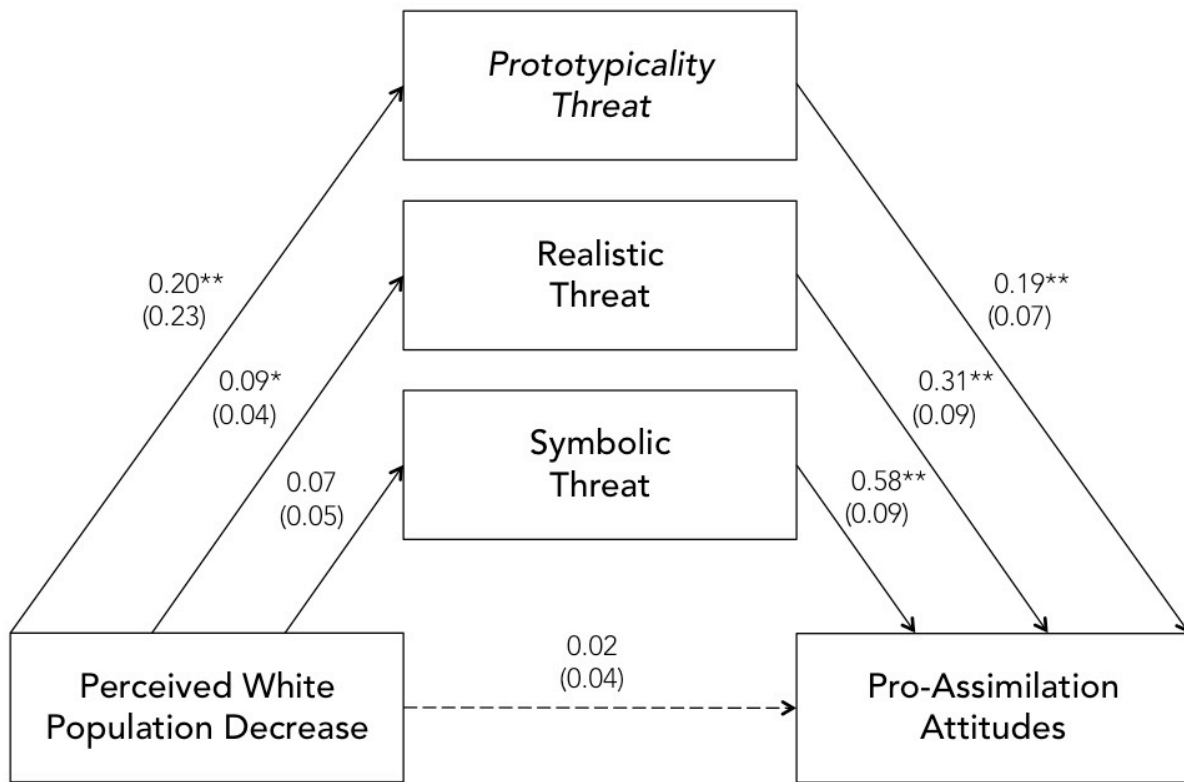 Prototypicality
Threat
Realistic
Threat
0.20**
(0.23)
0.19**
(0.07)
0.09*
(0.04)
0.31**
(0.09)
Symbolic
Threat
0.07
(0.05)
0.58**
(0.09)
0.02
(0.04)
Perceived White
Population Decrease
Pro-Assimilation
Attitudes